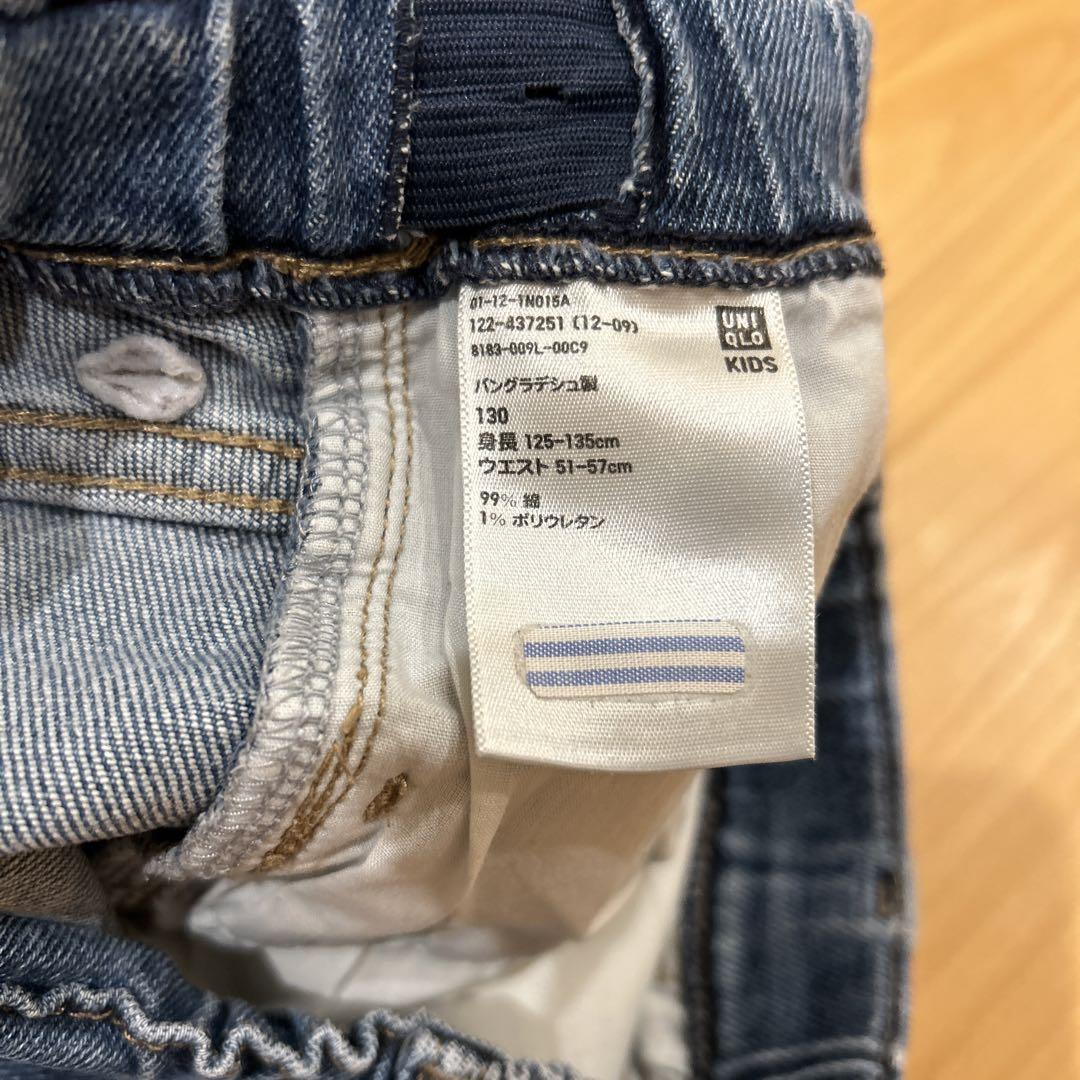 01-12-1N015A
122-437251 (12-09)
8183-009L-00C9
UNI
QLO
KIDS
バングラデシュ製
130
身長 125-135cm
ウエスト 51-57cm
99% 綿
1% ポリウレタン